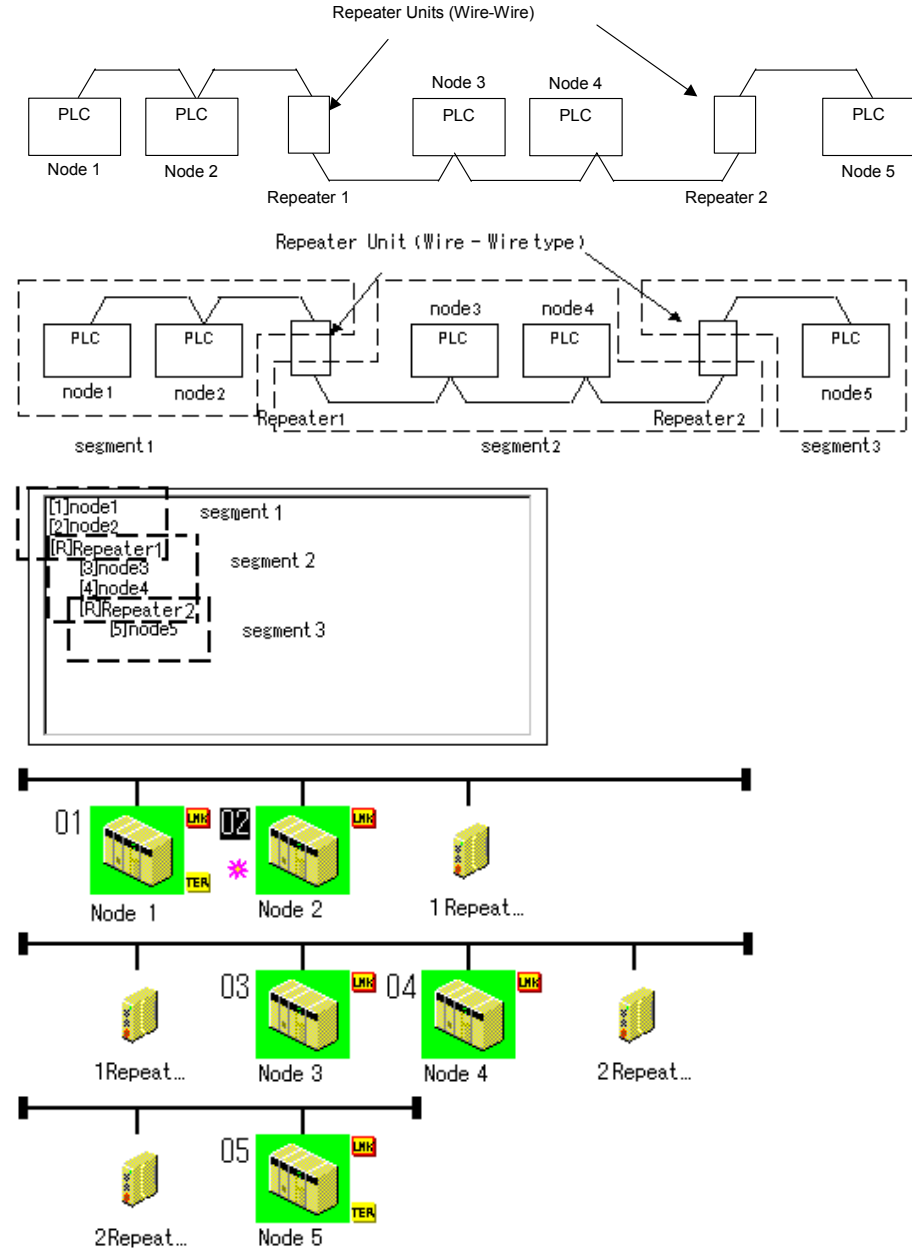 Repeater Units (Wire-Wire)
Node 3 Node 4
PLC PLC PLC PLC PLC
Node 1 Node 2 Node 5
Repeater 1 Repeater 2
Repeater Unit (Wire - Wire type)
node3 node4
PLC PLC PLC PLC PLC
node1 node2 node5
Repeater1 Repeater2
segment1 segment2 segment3
[1]node1
segment 1
[2]node2
[R]Repeater1
segment 2
[3]node3
[4]node4
[R]Repeater2
segment 3
[5]node5
01 LNK 02 LNK
TER
Node 1 Node 2 1 Repeat...
03 LNK 04 LNK
1Repeat... Node 3 Node 4 2 Repeat...
05 LNK
TER
2Repeat... Node 5